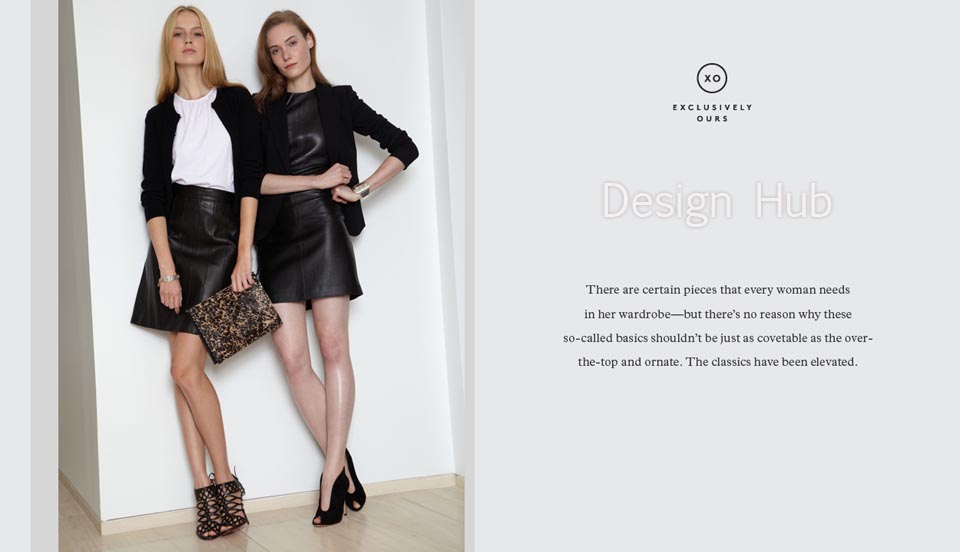 XO
EXCLUSIVELY
OURS
Design Hub
There are certain pieces that every woman needs
in her wardrobe—but there's no reason why these
so-called basics shouldn't be just as covetable as the over-
the-top and ornate. The classics have been elevated.